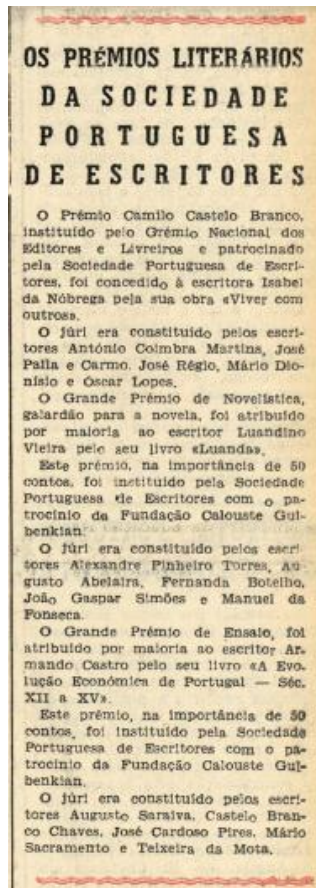 OS PRÉMIOS LITERÁRIOS
DA SOCIEDADE
PORTUGUESA
DE ESCRITORES
O Prémio Camilo Castelo Branco,
instituído pelo Grémio Nacional dos
Editores e Livreiros e patrocinado
pela Sociedade Portuguesa de Escri-
tores, foi concedido à escritora Isabel
da Nóbrega pela sua obra «Viver com
outros».
O júri era constituído pelos escri-
tores António Coimbra Martins, José
Palla e Carmo, José Régio, Mário Dio-
nísio e Óscar Lopes.
O Grande Prémio de Novelística,
galardão para a novela, foi atribuído
por maioria ao escritor Luandino
Vieira pelo seu livro «Luanda».
Este prémio, na importância de 50
contos, foi instituído pela Sociedade
Portuguesa de Escritores com o pa-
trocínio da Fundação Calouste Gul-
benkian.
O júri era constituído pelos escri-
tores Alexandre Pinheiro Torres, Au-
gusto Abelaira, Fernanda Botelho,
João Gaspar Simões e Manuel da
Fonseca.
O Grande Prémio de Ensaio, foi
atribuído por maioria ao escritor Ar-
mando Castro pelo seu livro «A Evo-
lução Económica de Portugal — Séc.
XII a XV».
Este prémio, na importância de 50
contos, foi instituído pela Sociedade
Portuguesa de Escritores com o pa-
trocínio da Fundação Calouste Gul-
benkian.
O júri era constituído pelos escri-
tores Augusto Saraiva, Castelo Bran-
co Chaves, José Cardoso Pires, Mário
Sacramento e Teixeira da Mota.